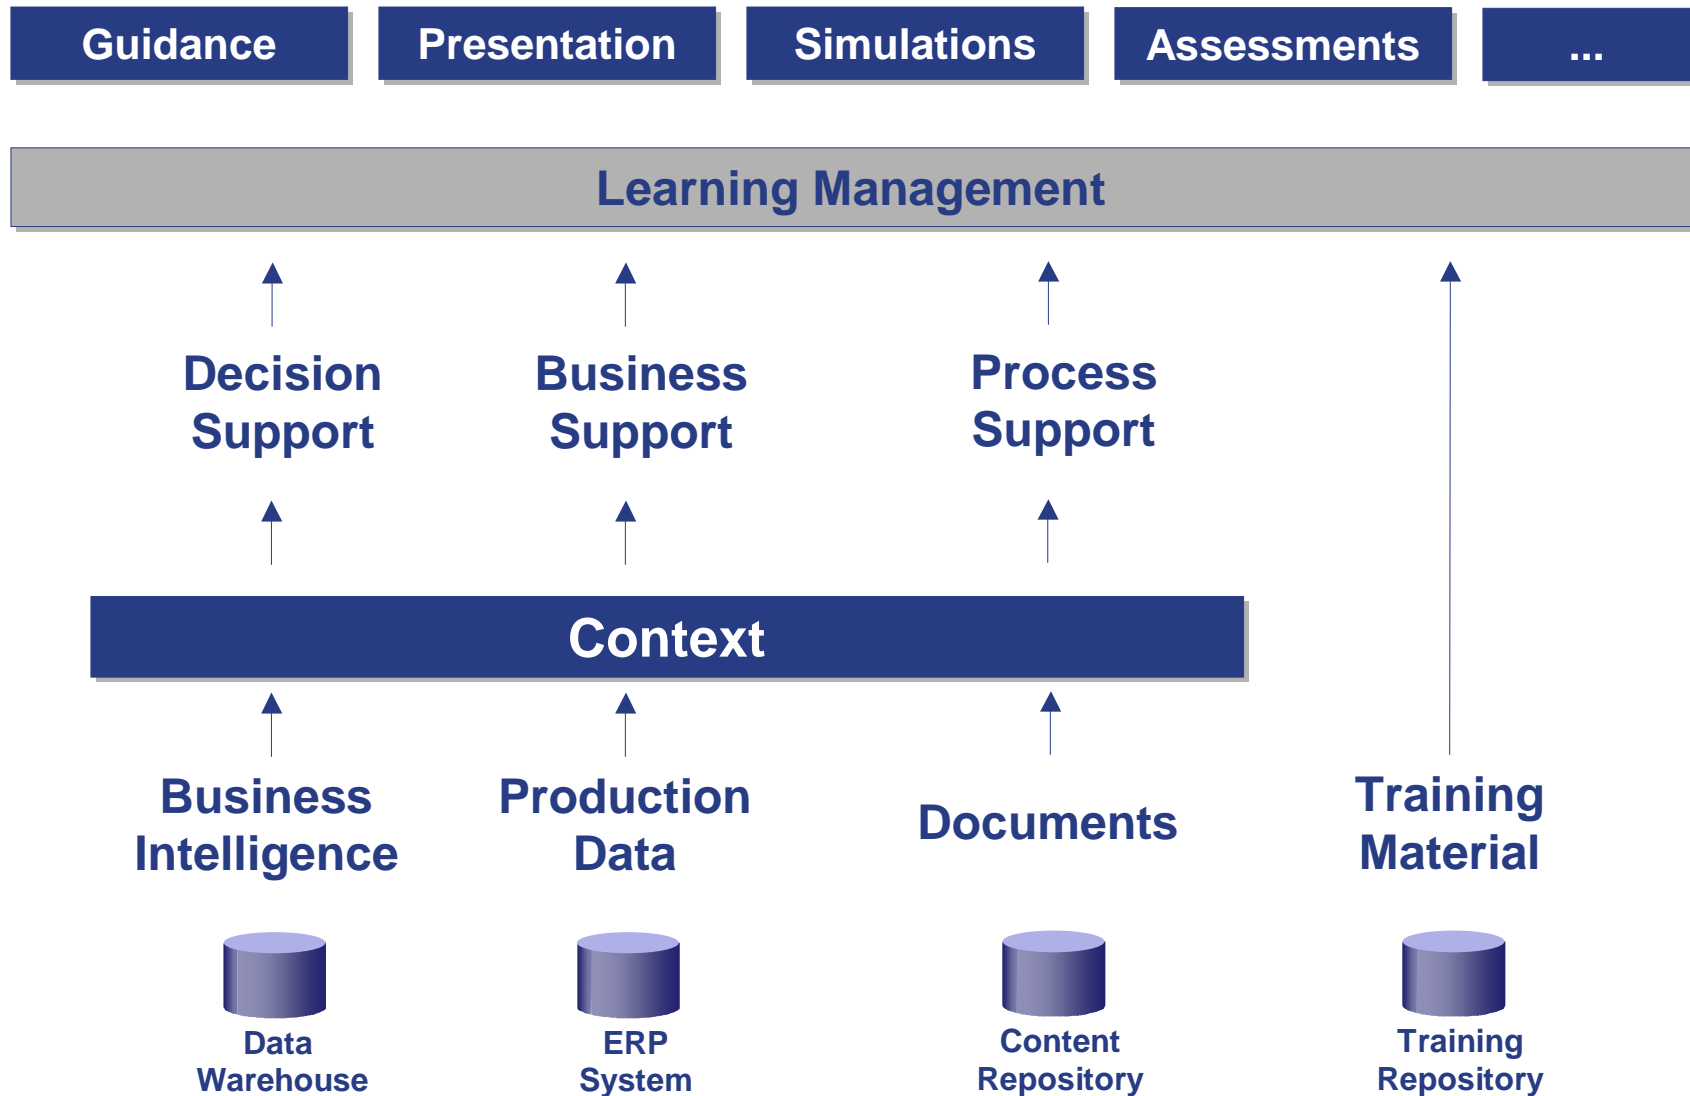 Guidance
Presentation
Simulations
Assessments
...
Learning Management
Decision
Support
Business
Support
Process
Support
Context
Business
Intelligence
Production
Data
Documents
Training
Material
Data
Warehouse
ERP
System
Content
Repository
Training
Repository